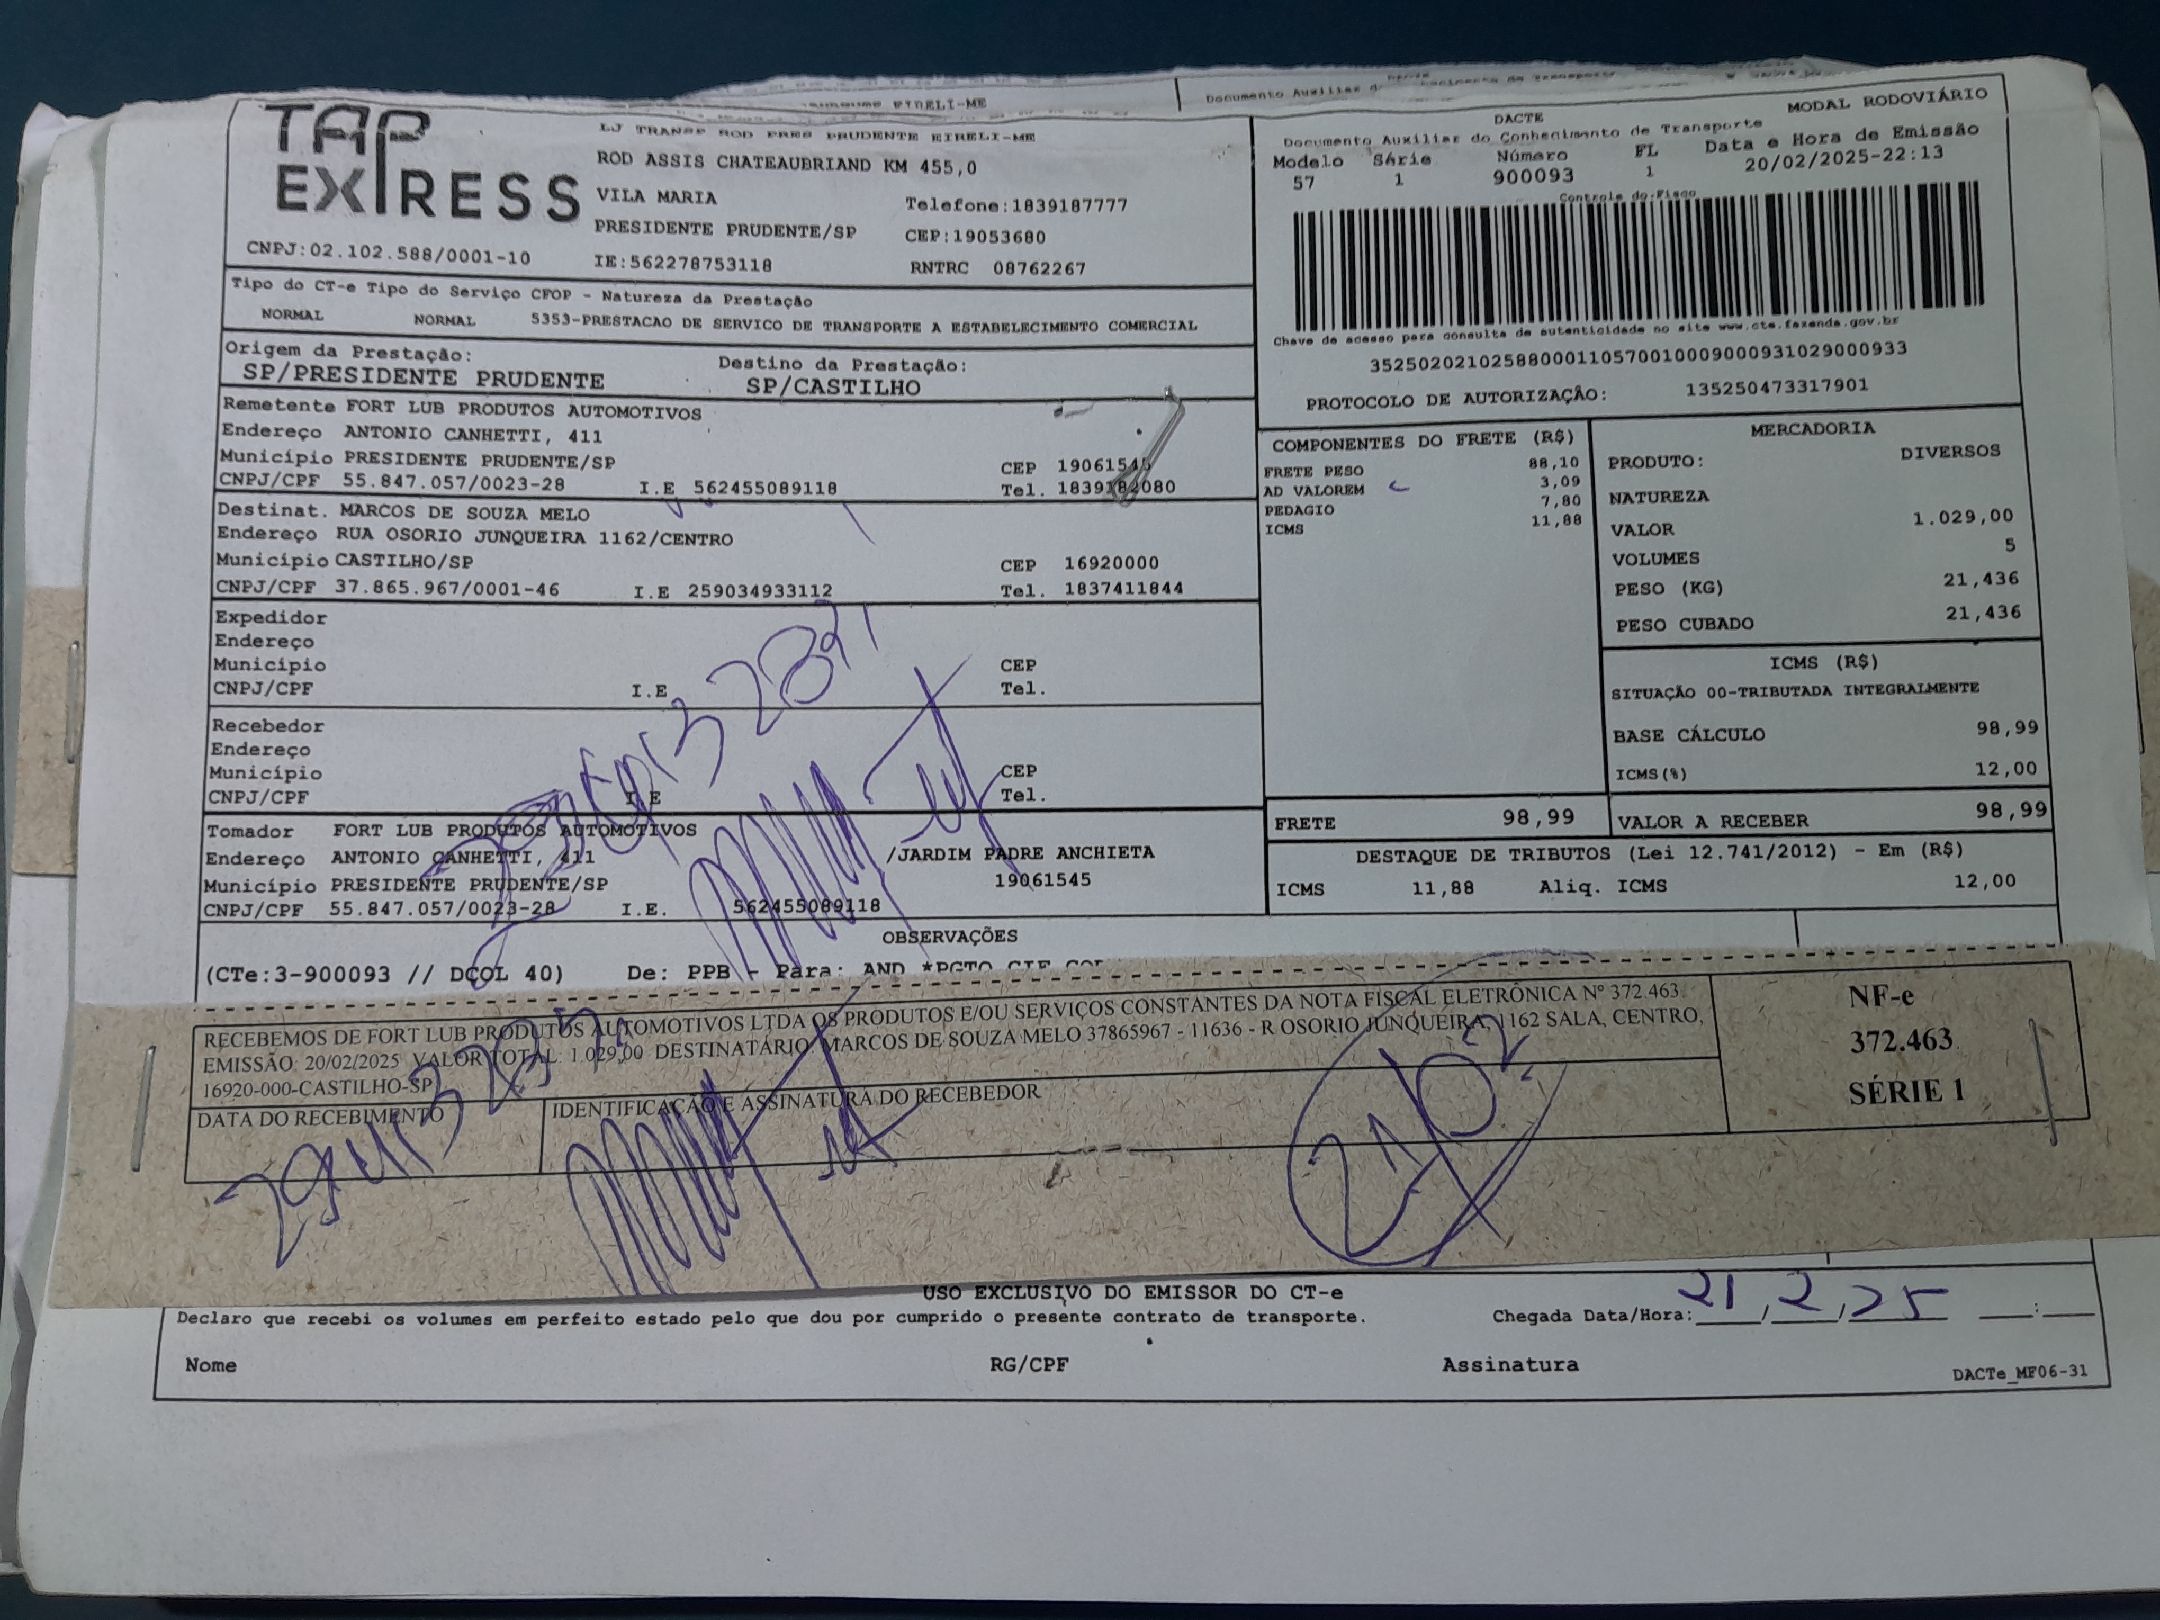 EIRELI-ME
Documento Auxiliar d
TAP
EXPRESS
LJ TRANSP ROD PRES PRUDENTE EIRELI-ME
ROD ASSIS CHATEAUBRIAND KM 455,0
VILA MARIA Telefone:1839187777
PRESIDENTE PRUDENTE/SP CEP:19053680
CNPJ:02.102.588/0001-10 IE:562278753118 RNTRC 08762267
DACTE MODAL RODOVIÁRIO
Documento Auxiliar do Conhecimento de Transporte
Modelo Série Número FL Data e Hora de Emissão
57 1 900093 1 20/02/2025-22:13
Controle do Fisco
Chave de acesso para consulta de autenticidade no site www.cte.fazenda.gov.br
35250202102588000110570010009000931029000933
PROTOCOLO DE AUTORIZAÇÃO: 135250473317901
Tipo do CT-e Tipo do Serviço CFOP - Natureza da Prestação
NORMAL NORMAL 5353-PRESTACAO DE SERVICO DE TRANSPORTE A ESTABELECIMENTO COMERCIAL
Origem da Prestação: Destino da Prestação:
SP/PRESIDENTE PRUDENTE SP/CASTILHO
Remetente FORT LUB PRODUTOS AUTOMOTIVOS
Endereço ANTONIO CANHETTI, 411
Município PRESIDENTE PRUDENTE/SP CEP 19061545
CNPJ/CPF 55.847.057/0023-28 I.E 562455089118 Tel. 1839182080
Destinat. MARCOS DE SOUZA MELO
Endereço RUA OSORIO JUNQUEIRA 1162/CENTRO
Município CASTILHO/SP CEP 16920000
CNPJ/CPF 37.865.967/0001-46 I.E 259034933112 Tel. 1837411844
Expedidor
Endereço
Município CEP
CNPJ/CPF I.E Tel.
Recebedor
Endereço
Município CEP
CNPJ/CPF I.E Tel.
Tomador FORT LUB PRODUTOS AUTOMOTIVOS
Endereço ANTONIO CANHETTI, 411 /JARDIM PADRE ANCHIETA
Município PRESIDENTE PRUDENTE/SP 19061545
CNPJ/CPF 55.847.057/0023-28 I.E. 562455089118
COMPONENTES DO FRETE (R$)
FRETE PESO 88,10
AD VALOREM 3,09
PEDAGIO 7,80
ICMS 11,88
MERCADORIA
PRODUTO: DIVERSOS
NATUREZA
VALOR 1.029,00
VOLUMES 5
PESO (KG) 21,436
PESO CUBADO 21,436
ICMS (R$)
SITUAÇÃO 00-TRIBUTADA INTEGRALMENTE
BASE CÁLCULO 98,99
ICMS(%) 12,00
FRETE 98,99 VALOR A RECEBER 98,99
DESTAQUE DE TRIBUTOS (Lei 12.741/2012) - Em (R$)
ICMS 11,88 Aliq. ICMS 12,00
OBSERVAÇÕES
(CTe:3-900093 // DCOL 40) De: PPB - Para: AND *PGTO CIF
RECEBEMOS DE FORT LUB PRODUTOS AUTOMOTIVOS LTDA OS PRODUTOS E/OU SERVIÇOS CONSTANTES DA NOTA FISCAL ELETRÔNICA Nº 372.463.
EMISSÃO: 20/02/2025 VALOR TOTAL: 1.029,00 DESTINATÁRIO: MARCOS DE SOUZA MELO 37865967 - 11636 - R OSORIO JUNQUEIRA, 1162 SALA, CENTRO,
16920-000-CASTILHO-SP
DATA DO RECEBIMENTO IDENTIFICAÇÃO E ASSINATURA DO RECEBEDOR
NF-e
372.463
SÉRIE 1
21/02
USO EXCLUSIVO DO EMISSOR DO CT-e
Declaro que recebi os volumes em perfeito estado pelo que dou por cumprido o presente contrato de transporte. Chegada Data/Hora: 21/2/25 :
Nome RG/CPF Assinatura
DACTe_MF06-31